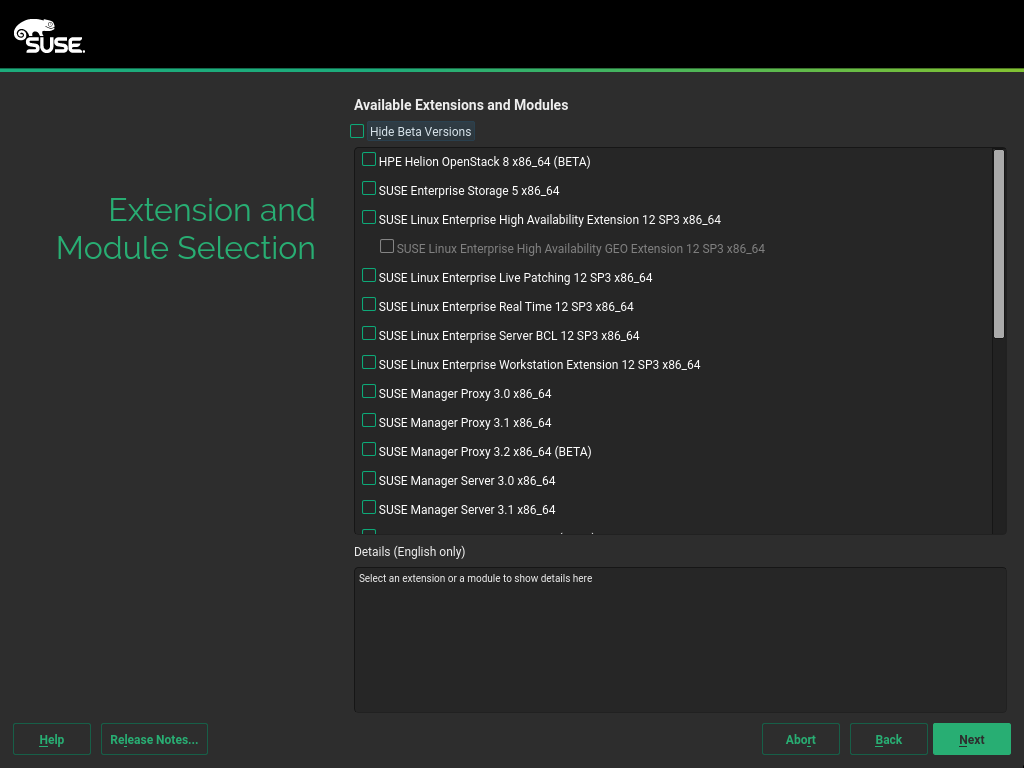 SUSE
Available Extensions and Modules
Hide Beta Versions
Extension and
Module Selection
HPE Helion OpenStack 8 x86_64 (BETA)
SUSE Enterprise Storage 5 x86_64
SUSE Linux Enterprise High Availability Extension 12 SP3 x86_64
SUSE Linux Enterprise High Availability GEO Extension 12 SP3 x86_64
SUSE Linux Enterprise Live Patching 12 SP3 x86_64
SUSE Linux Enterprise Real Time 12 SP3 x86_64
SUSE Linux Enterprise Server BCL 12 SP3 x86_64
SUSE Linux Enterprise Workstation Extension 12 SP3 x86_64
SUSE Manager Proxy 3.0 x86_64
SUSE Manager Proxy 3.1 x86_64
SUSE Manager Proxy 3.2 x86_64 (BETA)
SUSE Manager Server 3.0 x86_64
SUSE Manager Server 3.1 x86_64
Details (English only)
Select an extension or a module to show details here
Help
Release Notes...
Abort
Back
Next